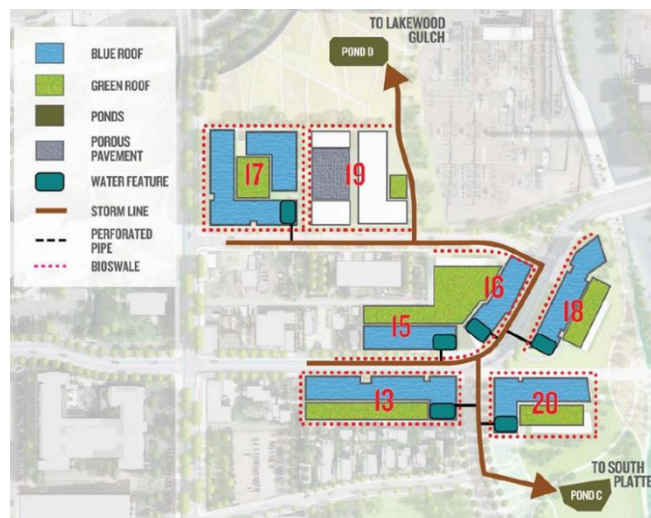 TO LAKEWOOD
GULCH
POND D
BLUE ROOF
GREEN ROOF
PONDS
POROUS
PAVEMENT
WATER FEATURE
STORM LINE
PERFORATED
PIPE
BIOSWALE
17
19
16
18
15
13
20
TO SOUTH
PLATTE
POND C